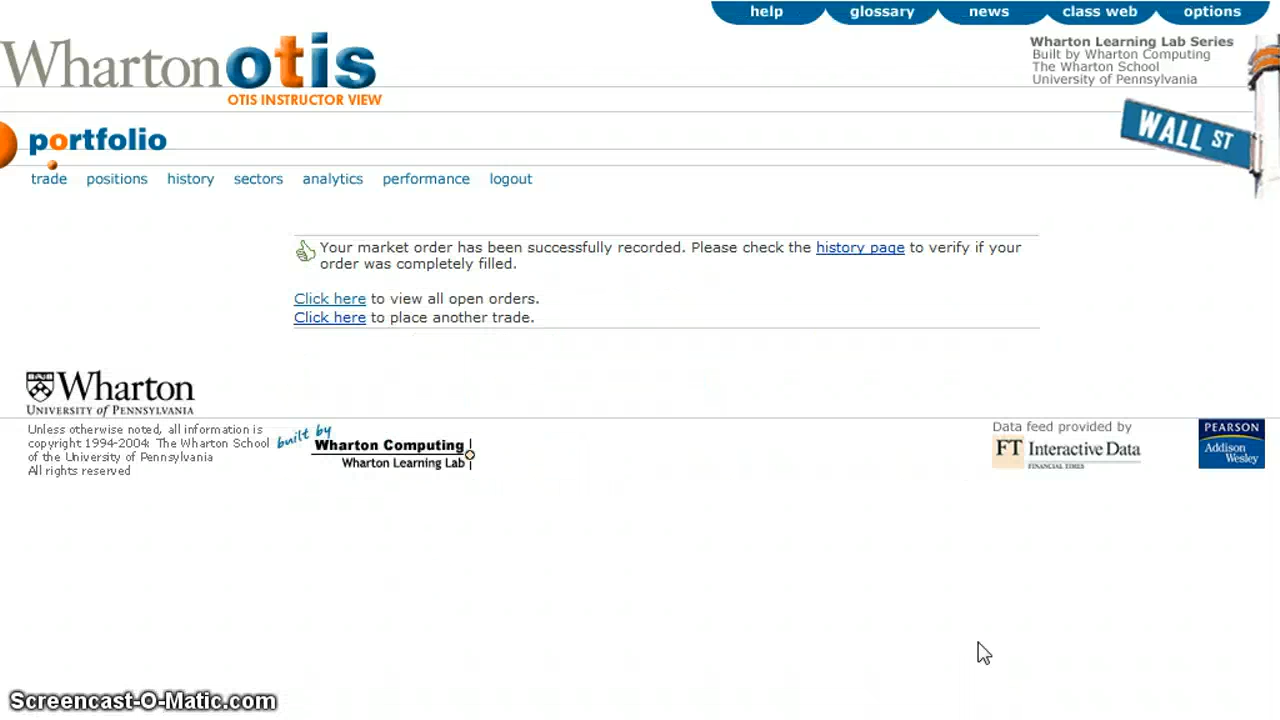 help glossary news class web options
Wharton otis
OTIS INSTRUCTOR VIEW
Wharton Learning Lab Series
Built by Wharton Computing
The Wharton School
University of Pennsylvania
WALL ST
portfolio
trade positions history sectors analytics performance logout
Your market order has been successfully recorded. Please check the history page to verify if your
order was completely filled.
Click here to view all open orders.
Click here to place another trade.
Wharton
UNIVERSITY of PENNSYLVANIA
Unless otherwise noted, all information is
copyright 1994-2004: The Wharton School
of the University of Pennsylvania
All rights reserved
built by
Wharton Computing
Wharton Learning Lab
Data feed provided by
FT Interactive Data
FINANCIAL TIMES
PEARSON
Addison
Wesley
Screencast-O-Matic.com